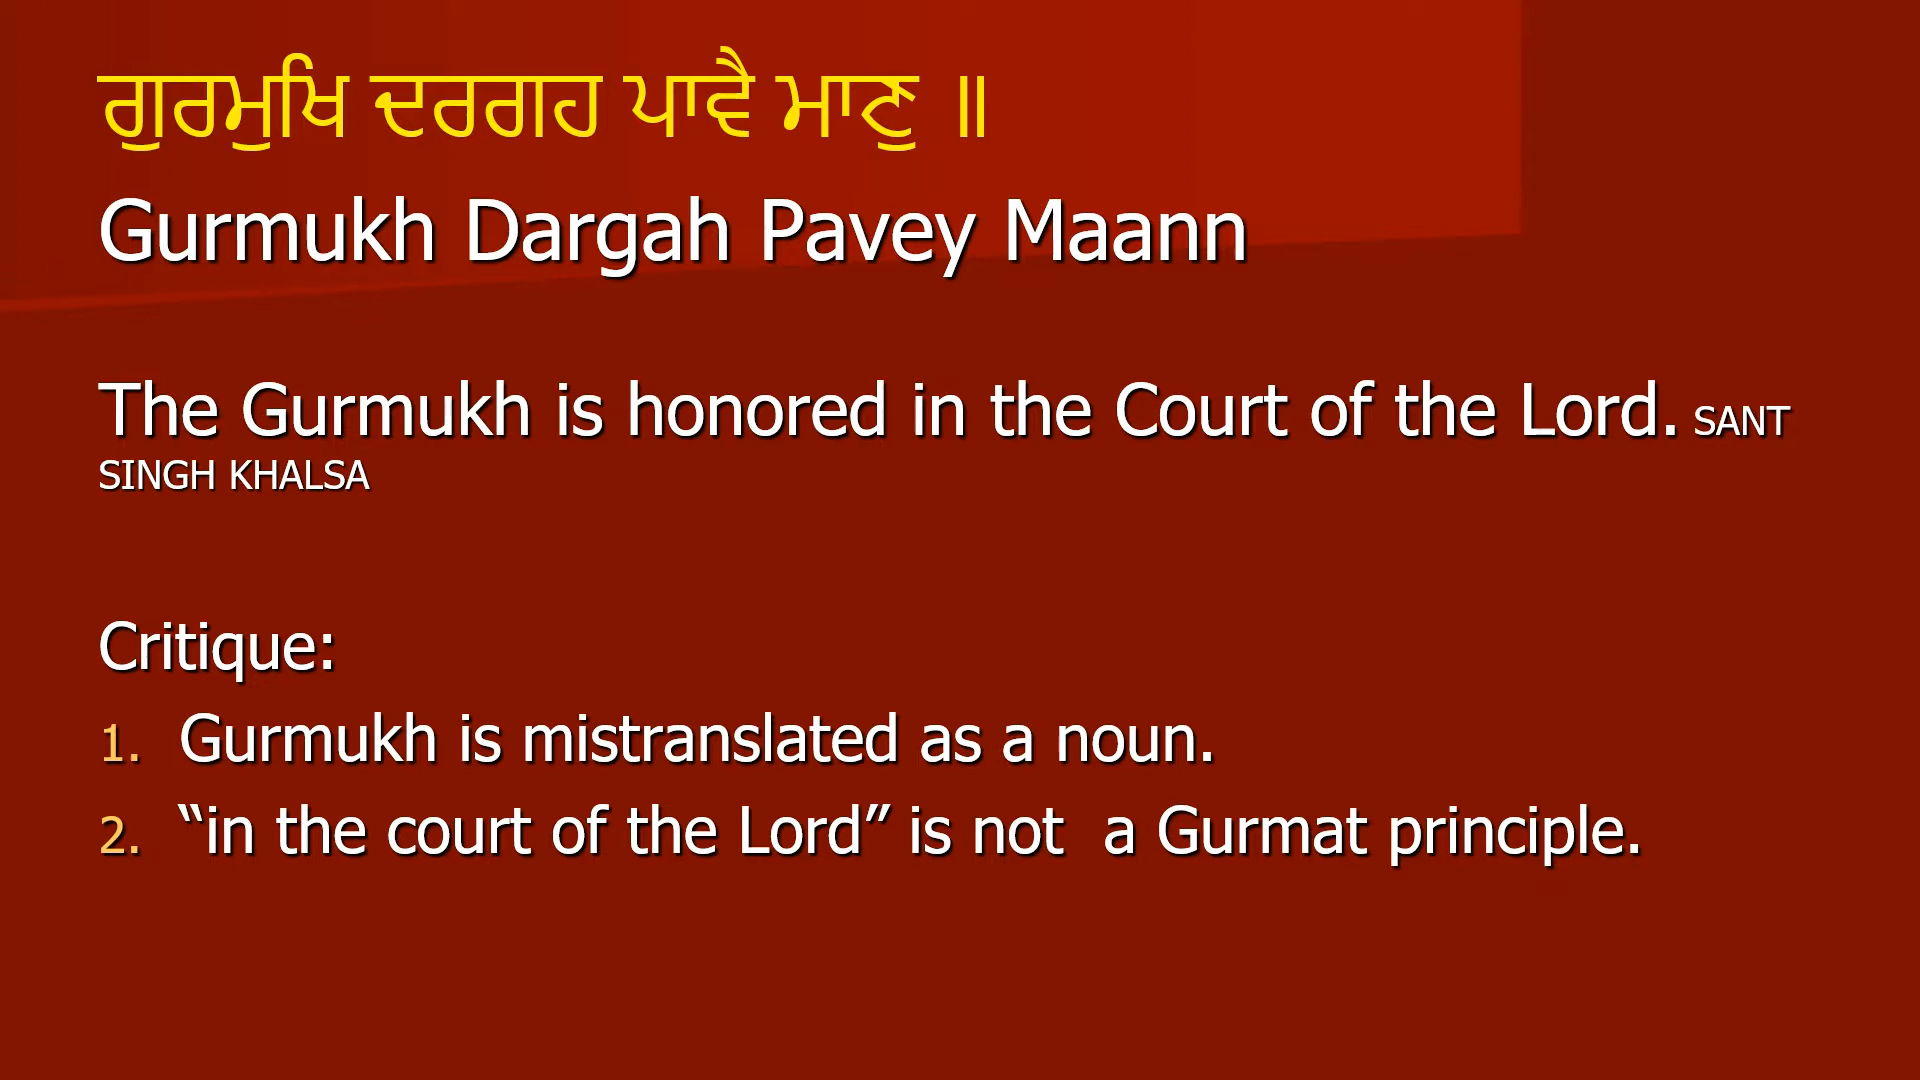 ਗੁਰਮੁਖਿ ਦਰਗਹ ਪਾਵੈ ਮਾਣੁ ॥
Gurmukh Dargah Pavey Maann
The Gurmukh is honored in the Court of the Lord. SANT
SINGH KHALSA
Critique:
1. Gurmukh is mistranslated as a noun.
2. “in the court of the Lord” is not  a Gurmat principle.